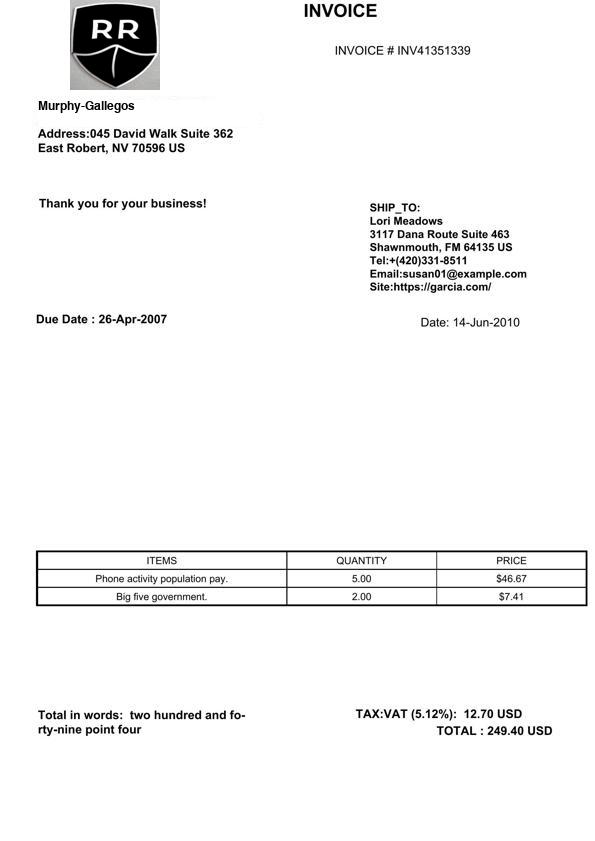 RR
INVOICE
INVOICE # INV41351339
Murphy-Gallegos
Address:045 David Walk Suite 362
East Robert, NV 70596 US
Thank you for your business!
SHIP_TO:
Lori Meadows
3117 Dana Route Suite 463
Shawnmouth, FM 64135 US
Tel:+(420)331-8511
Email:susan01@example.com
Site:https://garcia.com/
Due Date : 26-Apr-2007
Date: 14-Jun-2010
ITEMS QUANTITY PRICE
Phone activity population pay. 5.00 $46.67
Big five government. 2.00 $7.41
Total in words: two hundred and fo-
rty-nine point four
TAX:VAT (5.12%): 12.70 USD
TOTAL : 249.40 USD